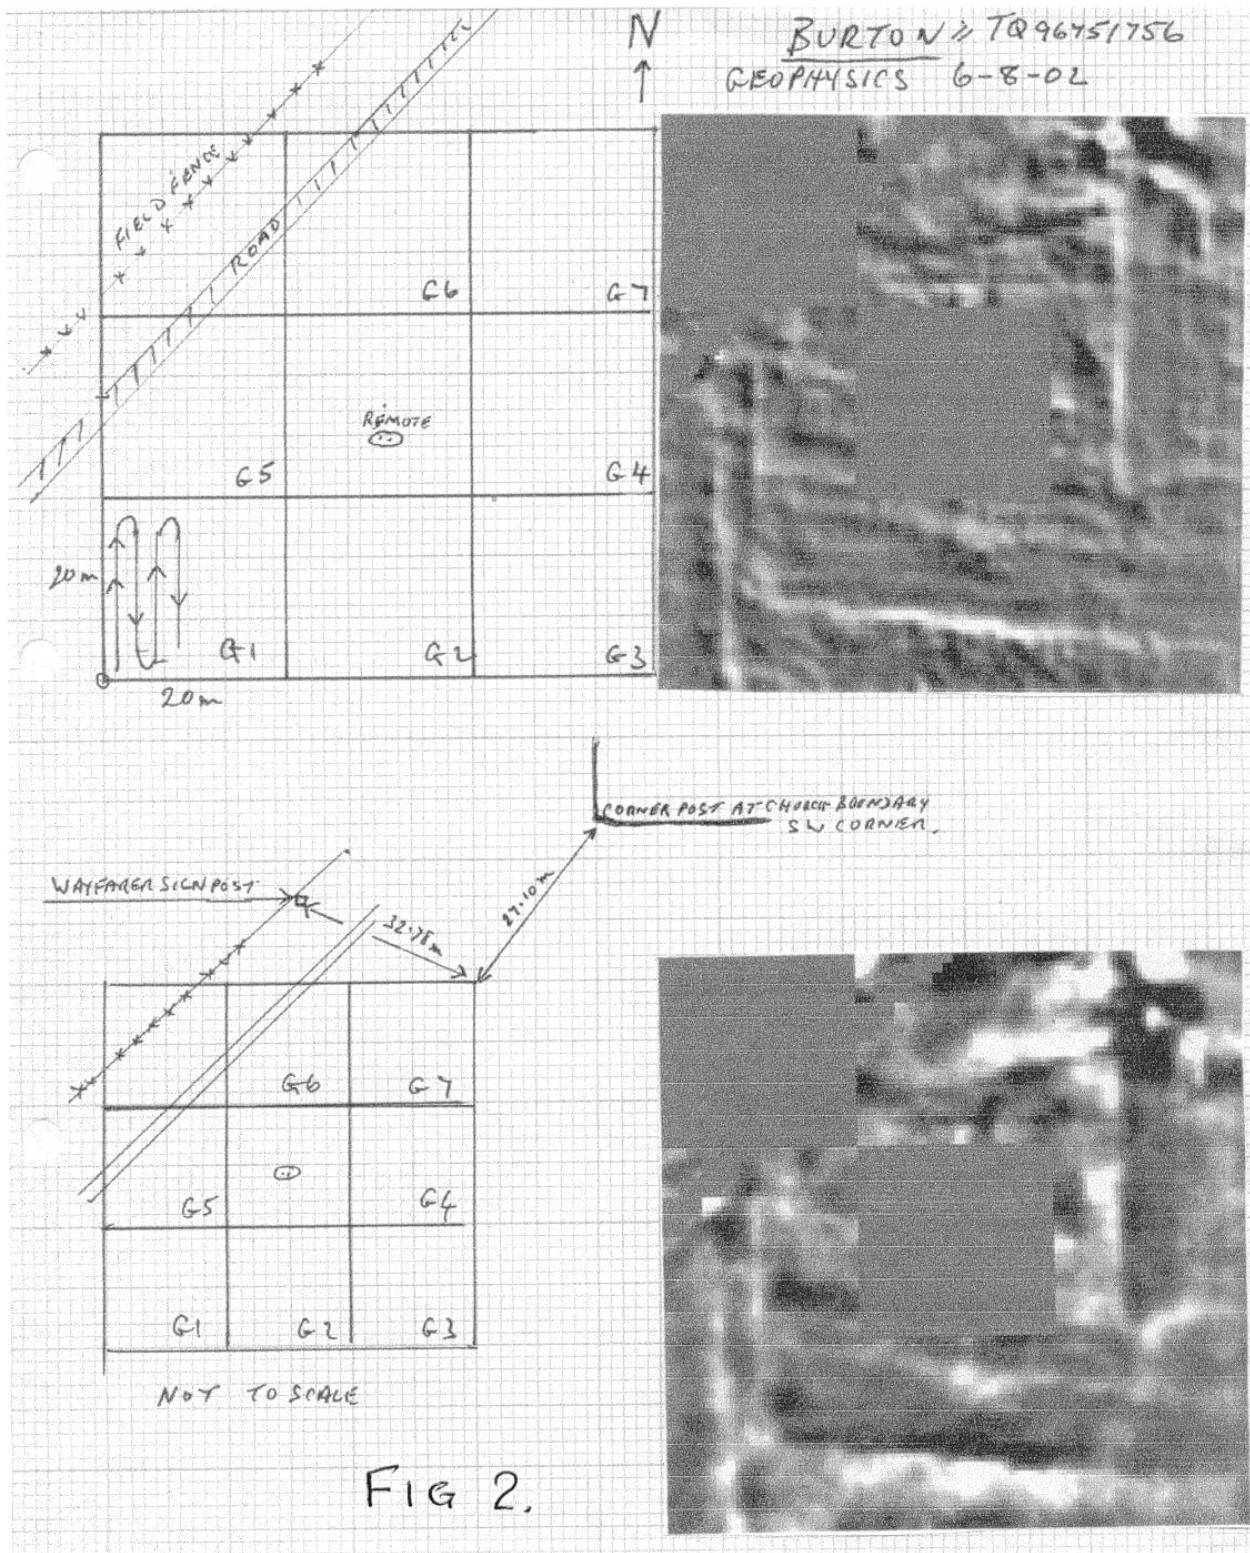 N
BURTON TQ96751756
GEOPHYSICS 6-8-02
FIELD FENCE
ROAD
G6
G7
REMOTE
G5
G4
20m
G1
G2
G3
20m
CORNER POST AT CHURCH BOUNDARY
SW CORNER.
WAYFARER SIGNPOST
32.78m
27.10m
G6
G7
G5
G4
G1
G2
G3
NOT TO SCALE
FIG 2.